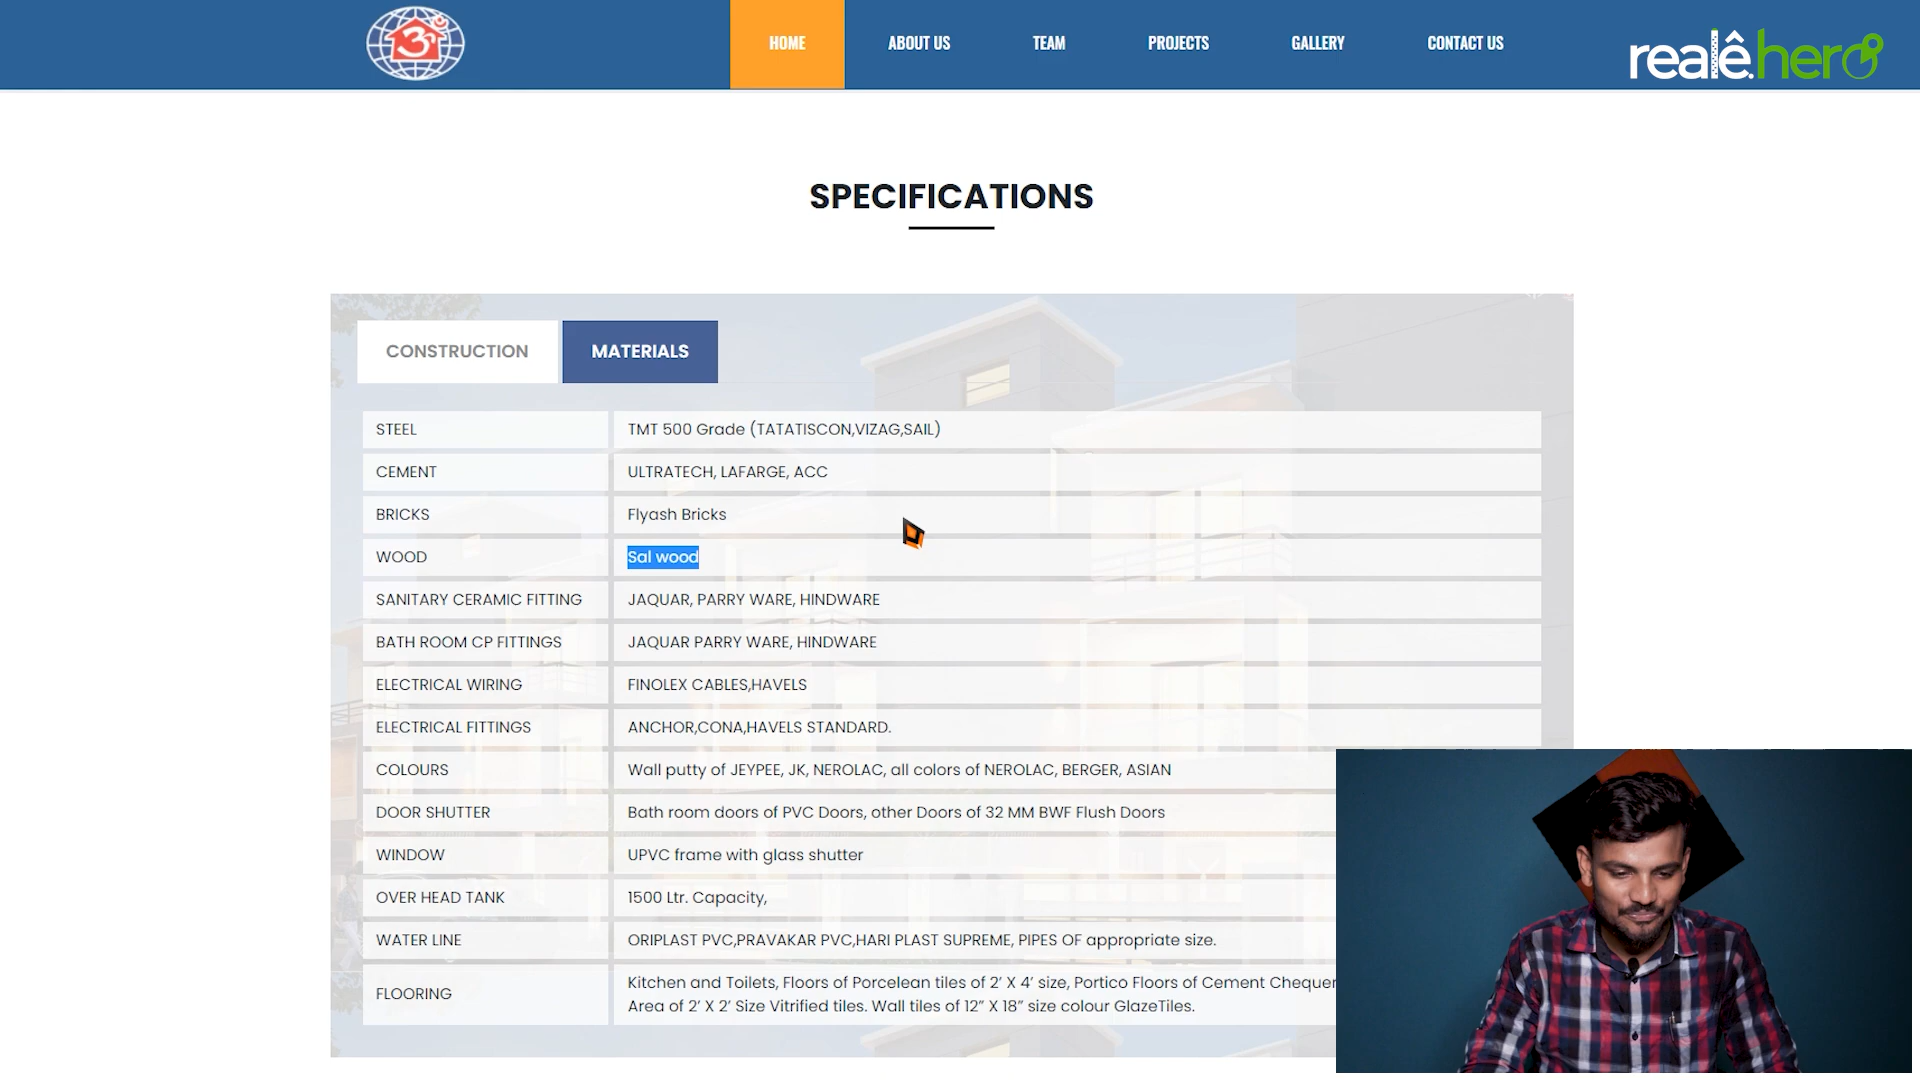 HOME
ABOUT US
TEAM
PROJECTS
GALLERY
CONTACT US
realê.hero
SPECIFICATIONS
CONSTRUCTION
MATERIALS
STEEL
TMT 500 Grade (TATATISCON,VIZAG,SAIL)
CEMENT
ULTRATECH, LAFARGE, ACC
BRICKS
Flyash Bricks
WOOD
Sal wood
SANITARY CERAMIC FITTING
JAQUAR, PARRY WARE, HINDWARE
BATH ROOM CP FITTINGS
JAQUAR PARRY WARE, HINDWARE
ELECTRICAL WIRING
FINOLEX CABLES,HAVELS
ELECTRICAL FITTINGS
ANCHOR,CONA,HAVELS STANDARD.
COLOURS
Wall putty of JEYPEE, JK, NEROLAC, all colors of NEROLAC, BERGER, ASIAN
DOOR SHUTTER
Bath room doors of PVC Doors, other Doors of 32 MM BWF Flush Doors
WINDOW
UPVC frame with glass shutter
OVER HEAD TANK
1500 Ltr. Capacity,
WATER LINE
ORIPLAST PVC,PRAVAKAR PVC,HARI PLAST SUPREME, PIPES OF appropriate size.
FLOORING
Kitchen and Toilets, Floors of Porcelean tiles of 2’ X 4’ size, Portico Floors of Cement Chequer
Area of 2’ X 2’ Size Vitrified tiles. Wall tiles of 12” X 18” size colour GlazeTiles.